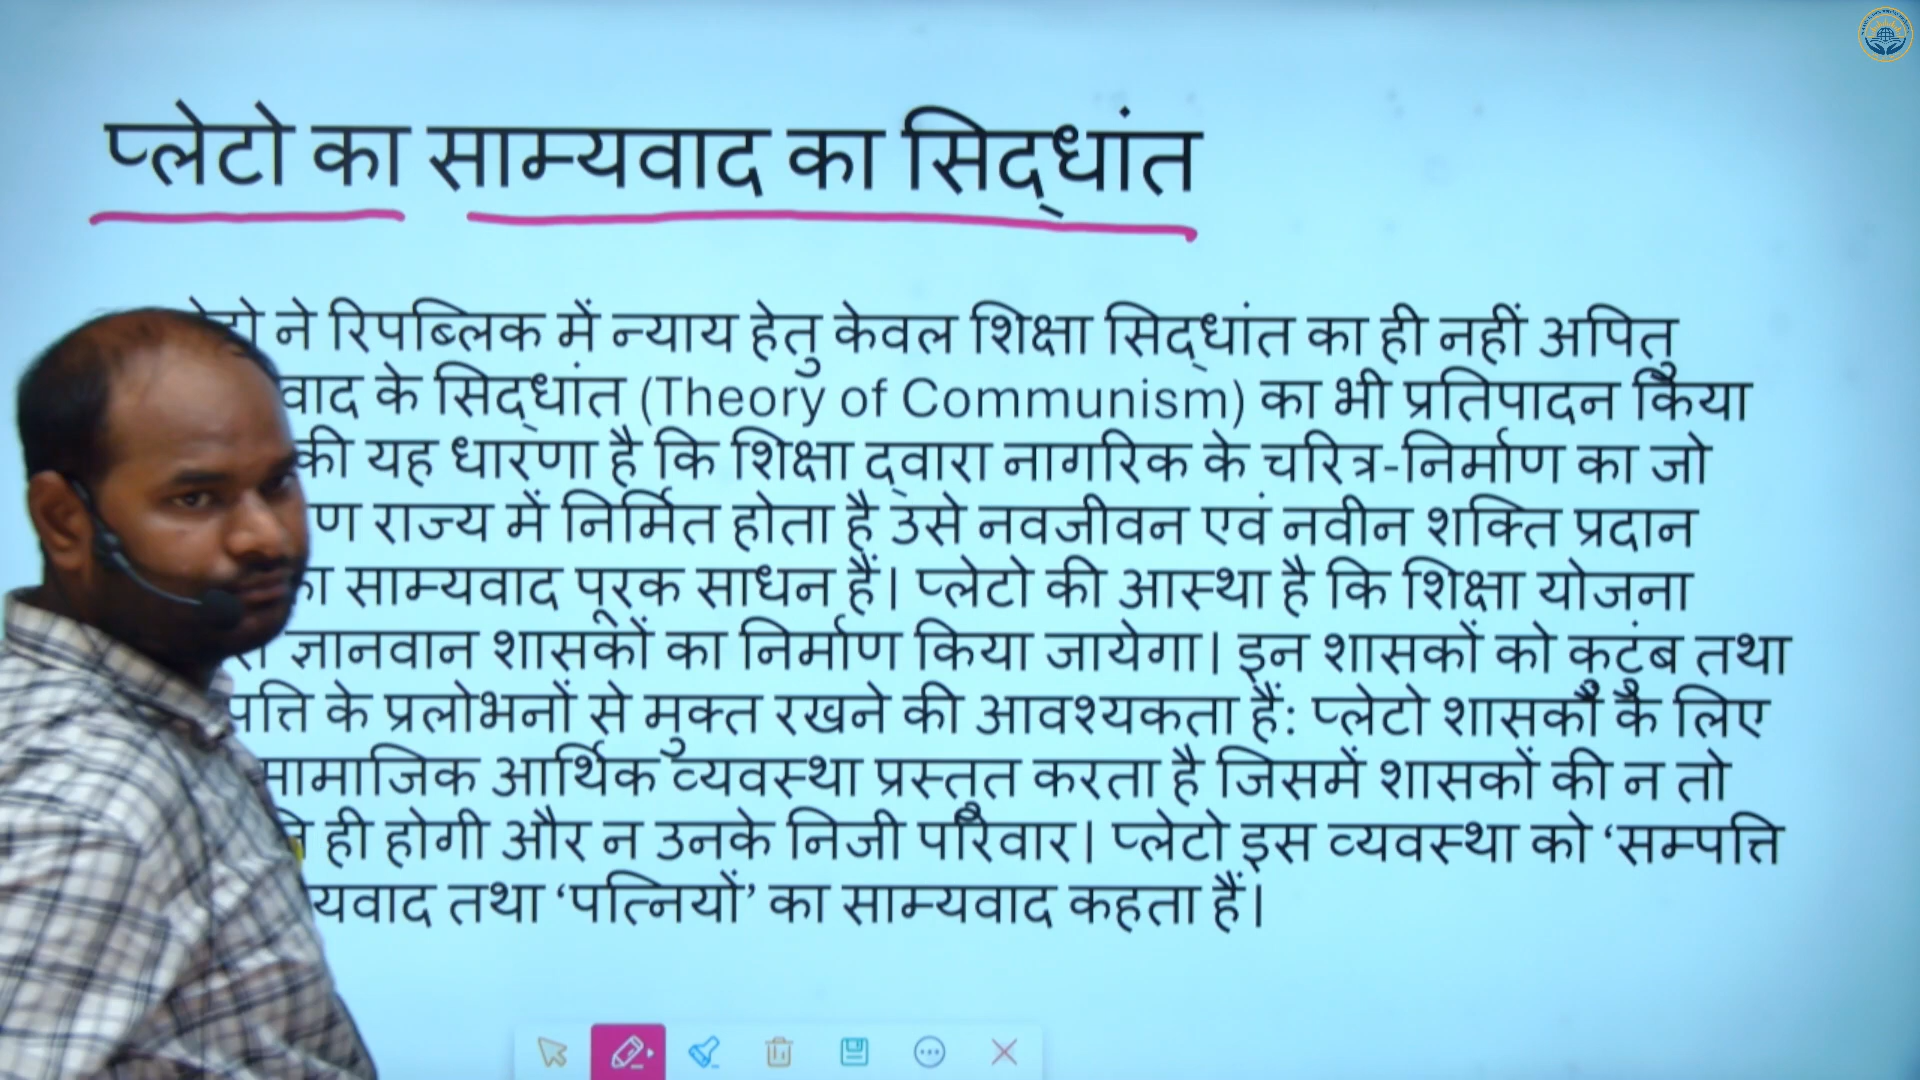 प्लेटो का साम्यवाद का सिद्धांत
ने रिपब्लिक में न्याय हेतु केवल शिक्षा सिद्धांत का ही नहीं अपितु
के सिद्धांत (Theory of Communism) का भी प्रतिपादन किया
की यह धारणा है कि शिक्षा द्वारा नागरिक के चरित्र-निर्माण का जो
राज्य में निर्मित होता है उसे नवजीवन एवं नवीन शक्ति प्रदान
साम्यवाद पूरक साधन हैं। प्लेटो की आस्था है कि शिक्षा योजना
ज्ञानवान शासकों का निर्माण किया जायेगा। इन शासकों को कुटुंब तथा
के प्रलोभनों से मुक्त रखने की आवश्यकता हैं: प्लेटो शासकों के लिए
आर्थिक व्यवस्था प्रस्तुत करता है जिसमें शासकों की न तो
ही होगी और न उनके निजी परिवार। प्लेटो इस व्यवस्था को ‘सम्पत्ति
तथा ‘पत्नियों’ का साम्यवाद कहता हैं।